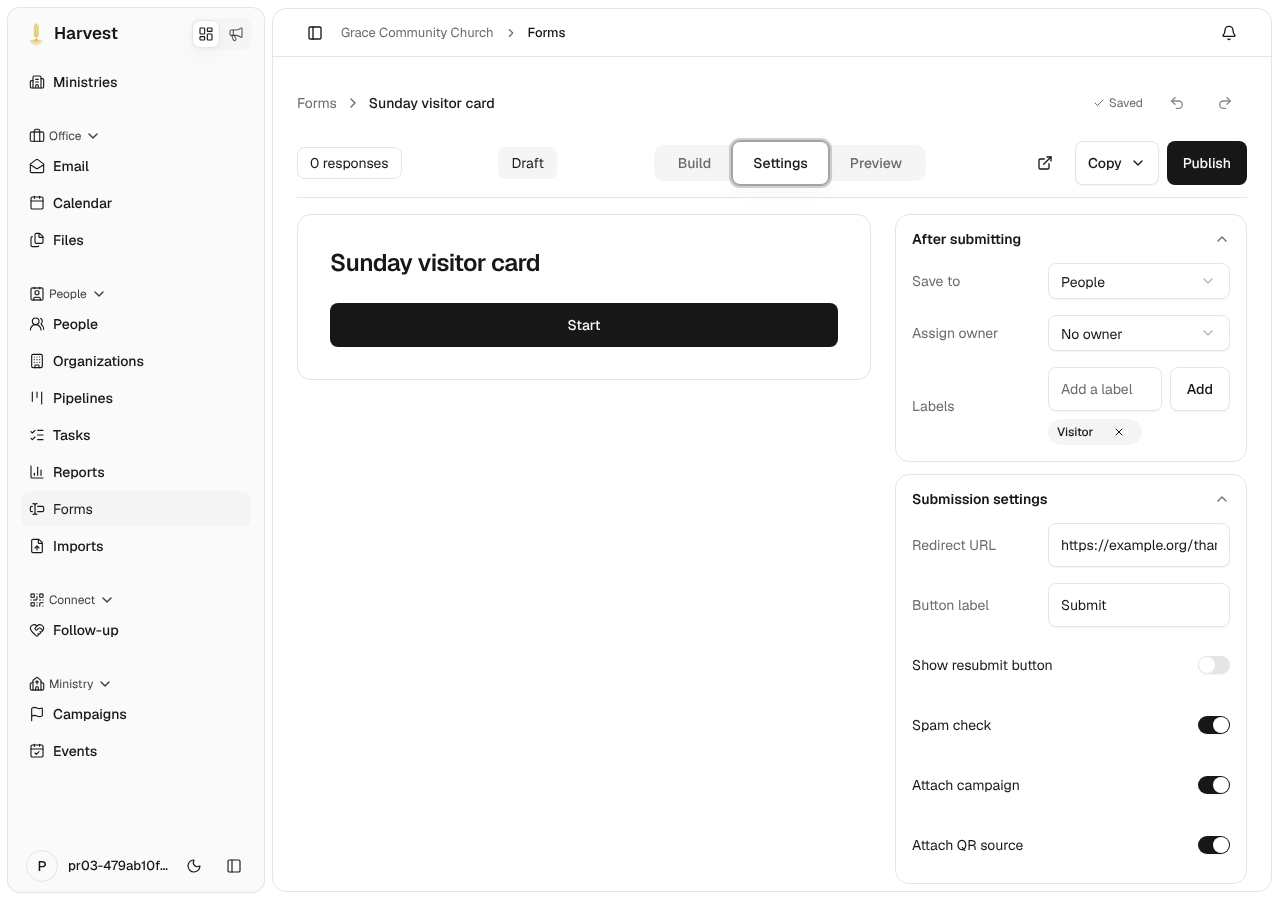 Harvest
Ministries
Office
Email
Calendar
Files
People
People
Organizations
Pipelines
Tasks
Reports
Forms
Imports
Connect
Follow-up
Ministry
Campaigns
Events
P
pr03-479ab10f...
Grace Community Church
Forms
Forms
Sunday visitor card
Saved
0 responses
Draft
Build
Settings
Preview
Copy
Publish
Sunday visitor card
Start
After submitting
Save to
People
Assign owner
No owner
Labels
Add a label
Add
Visitor
Submission settings
Redirect URL
https://example.org/than
Button label
Submit
Show resubmit button
Spam check
Attach campaign
Attach QR source